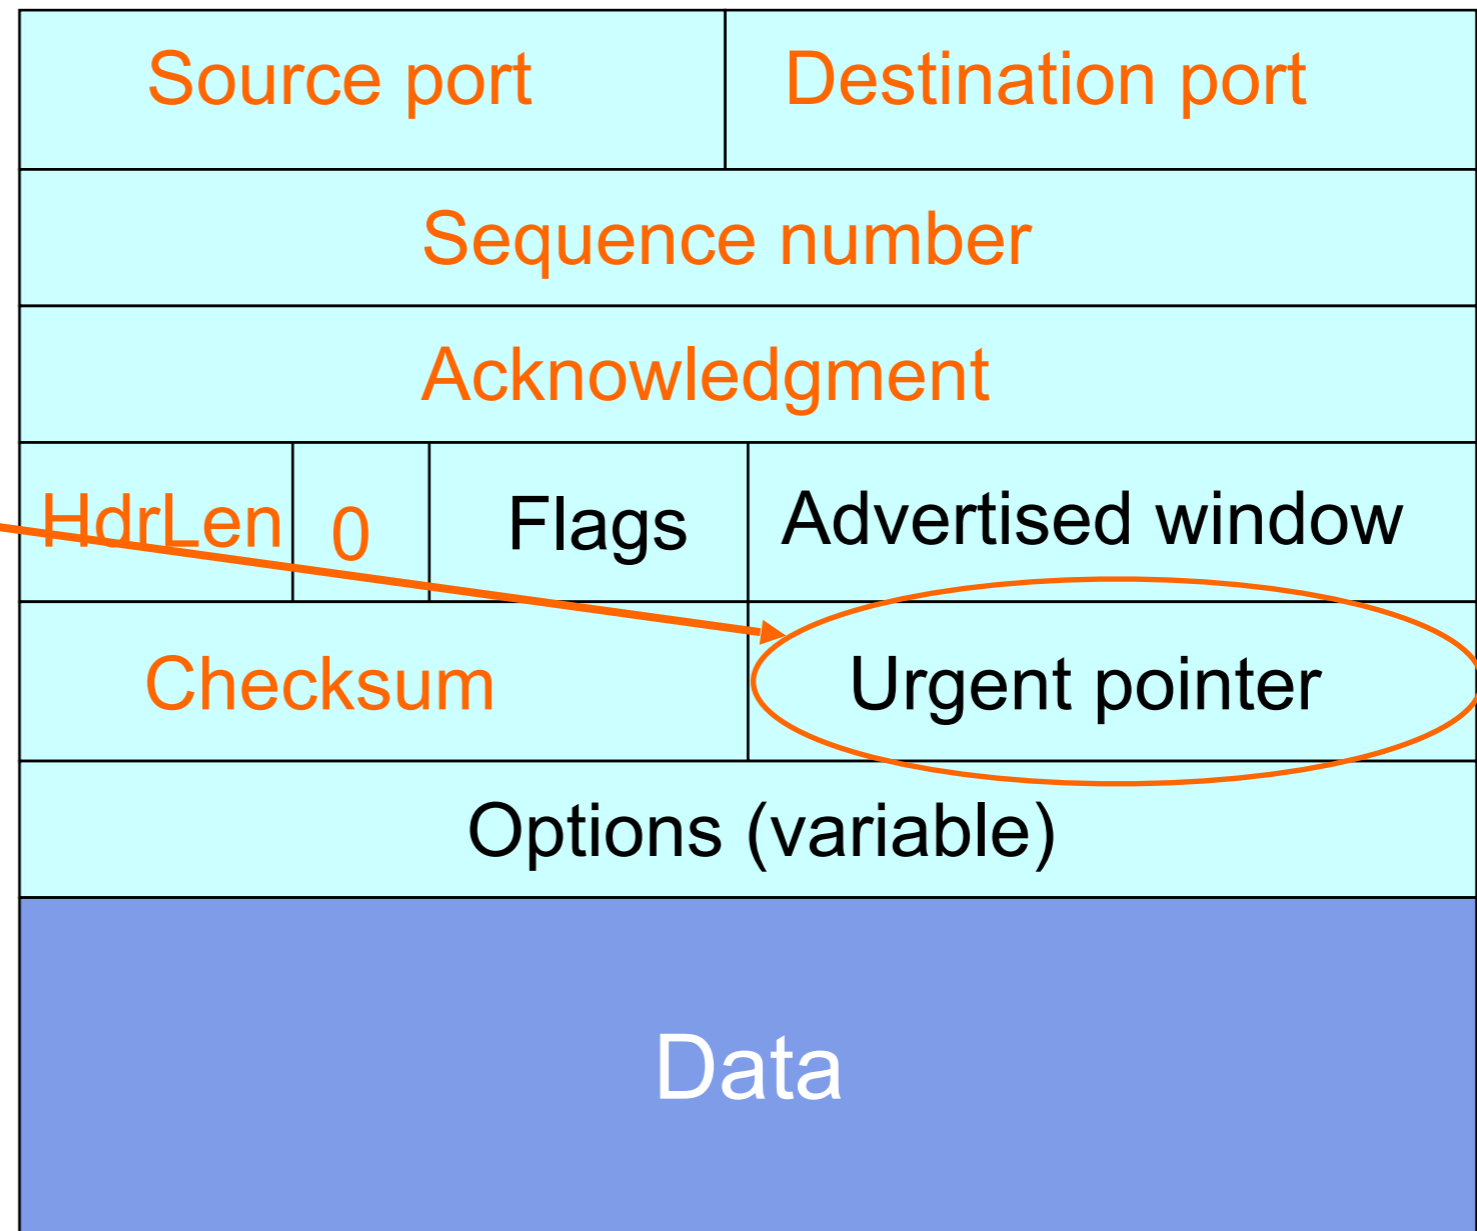 Source port Destination port
Sequence number
Acknowledgment
HdrLen 0 Flags Advertised window
Checksum Urgent pointer
Options (variable)
Data